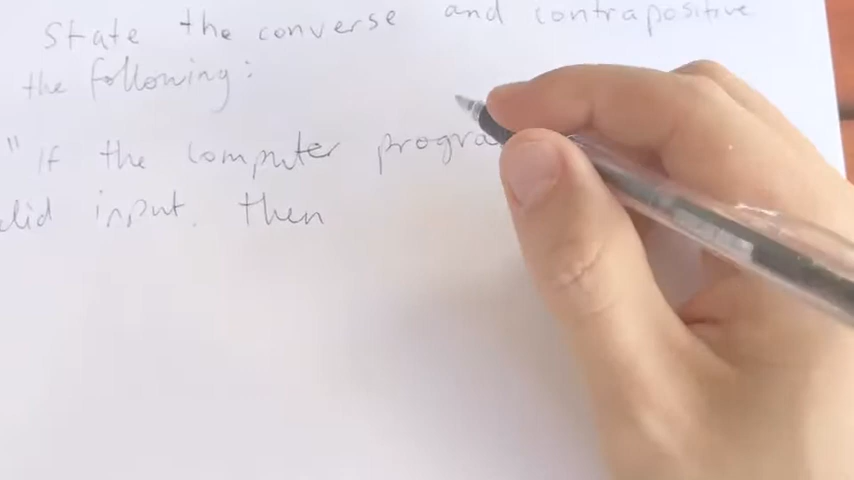 State the converse and contrapositive
the following:
"If the computer progra
lid input, then